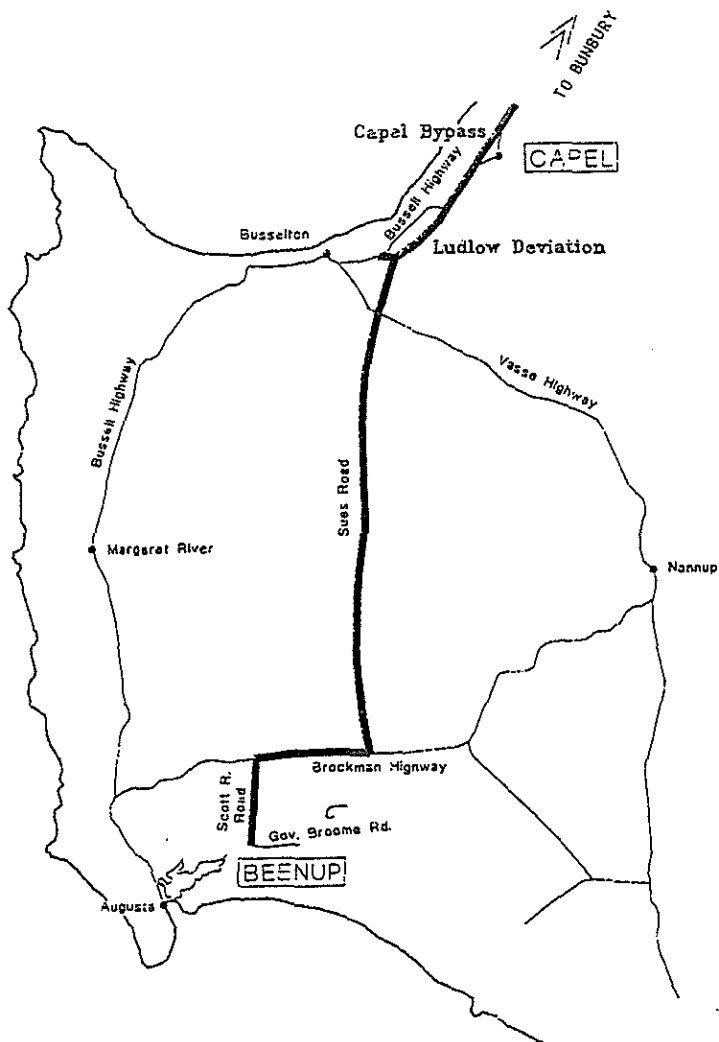 TO BUNBURY
Capel Bypass
CAPEL
Bussell Highway
Busselton
Ludlow Deviation
Vasse Highway
Bussell Highway
Sues Road
Margaret River
Nannup
Brockman Highway
Scott R.
Road
Gov. Broome Rd.
BEENUP
Augusta